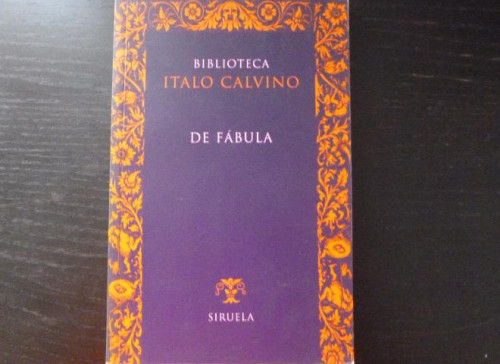 BIBLIOTECA
ITALO CALVINO
DE FÁBULA
SIRUELA